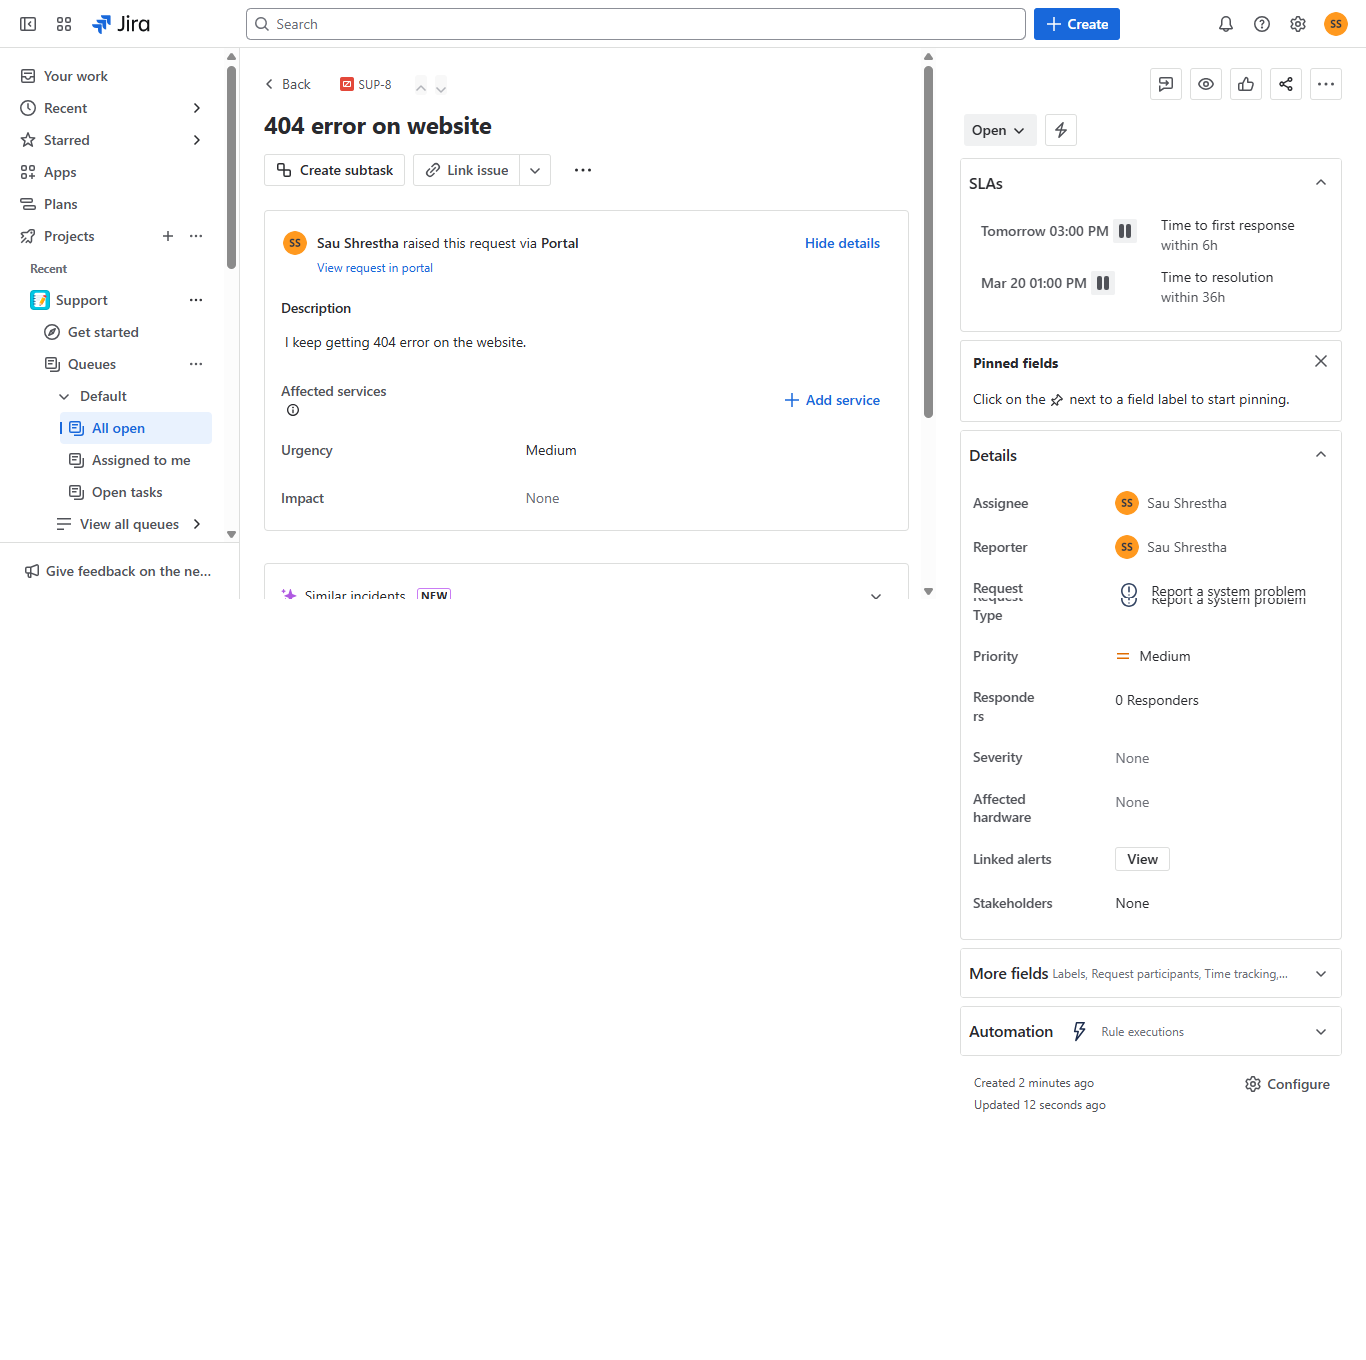 Jira
Search
Create
SS
Your work
Recent
Starred
Apps
Plans
Projects
Recent
Support
Get started
Queues
Default
All open
Assigned to me
Open tasks
View all queues
Give feedback on the ne...
Back
SUP-8
404 error on website
Create subtask
Link issue
SS
Sau Shrestha raised this request via Portal
Hide details
View request in portal
Description
I keep getting 404 error on the website.
Affected services
Add service
Urgency
Medium
Impact
None
Similar incidents NEW
Open
SLAs
Tomorrow 03:00 PM
Time to first response
within 6h
Mar 20 01:00 PM
Time to resolution
within 36h
Pinned fields
Click on the next to a field label to start pinning.
Details
Assignee
SS Sau Shrestha
Reporter
SS Sau Shrestha
Request
Report a system problem
Request
Report a system problem
Type
Priority
Medium
Responde
rs
0 Responders
Severity
None
Affected
hardware
None
Linked alerts
View
Stakeholders
None
More fields Labels, Request participants, Time tracking,...
Automation Rule executions
Created 2 minutes ago
Configure
Updated 12 seconds ago